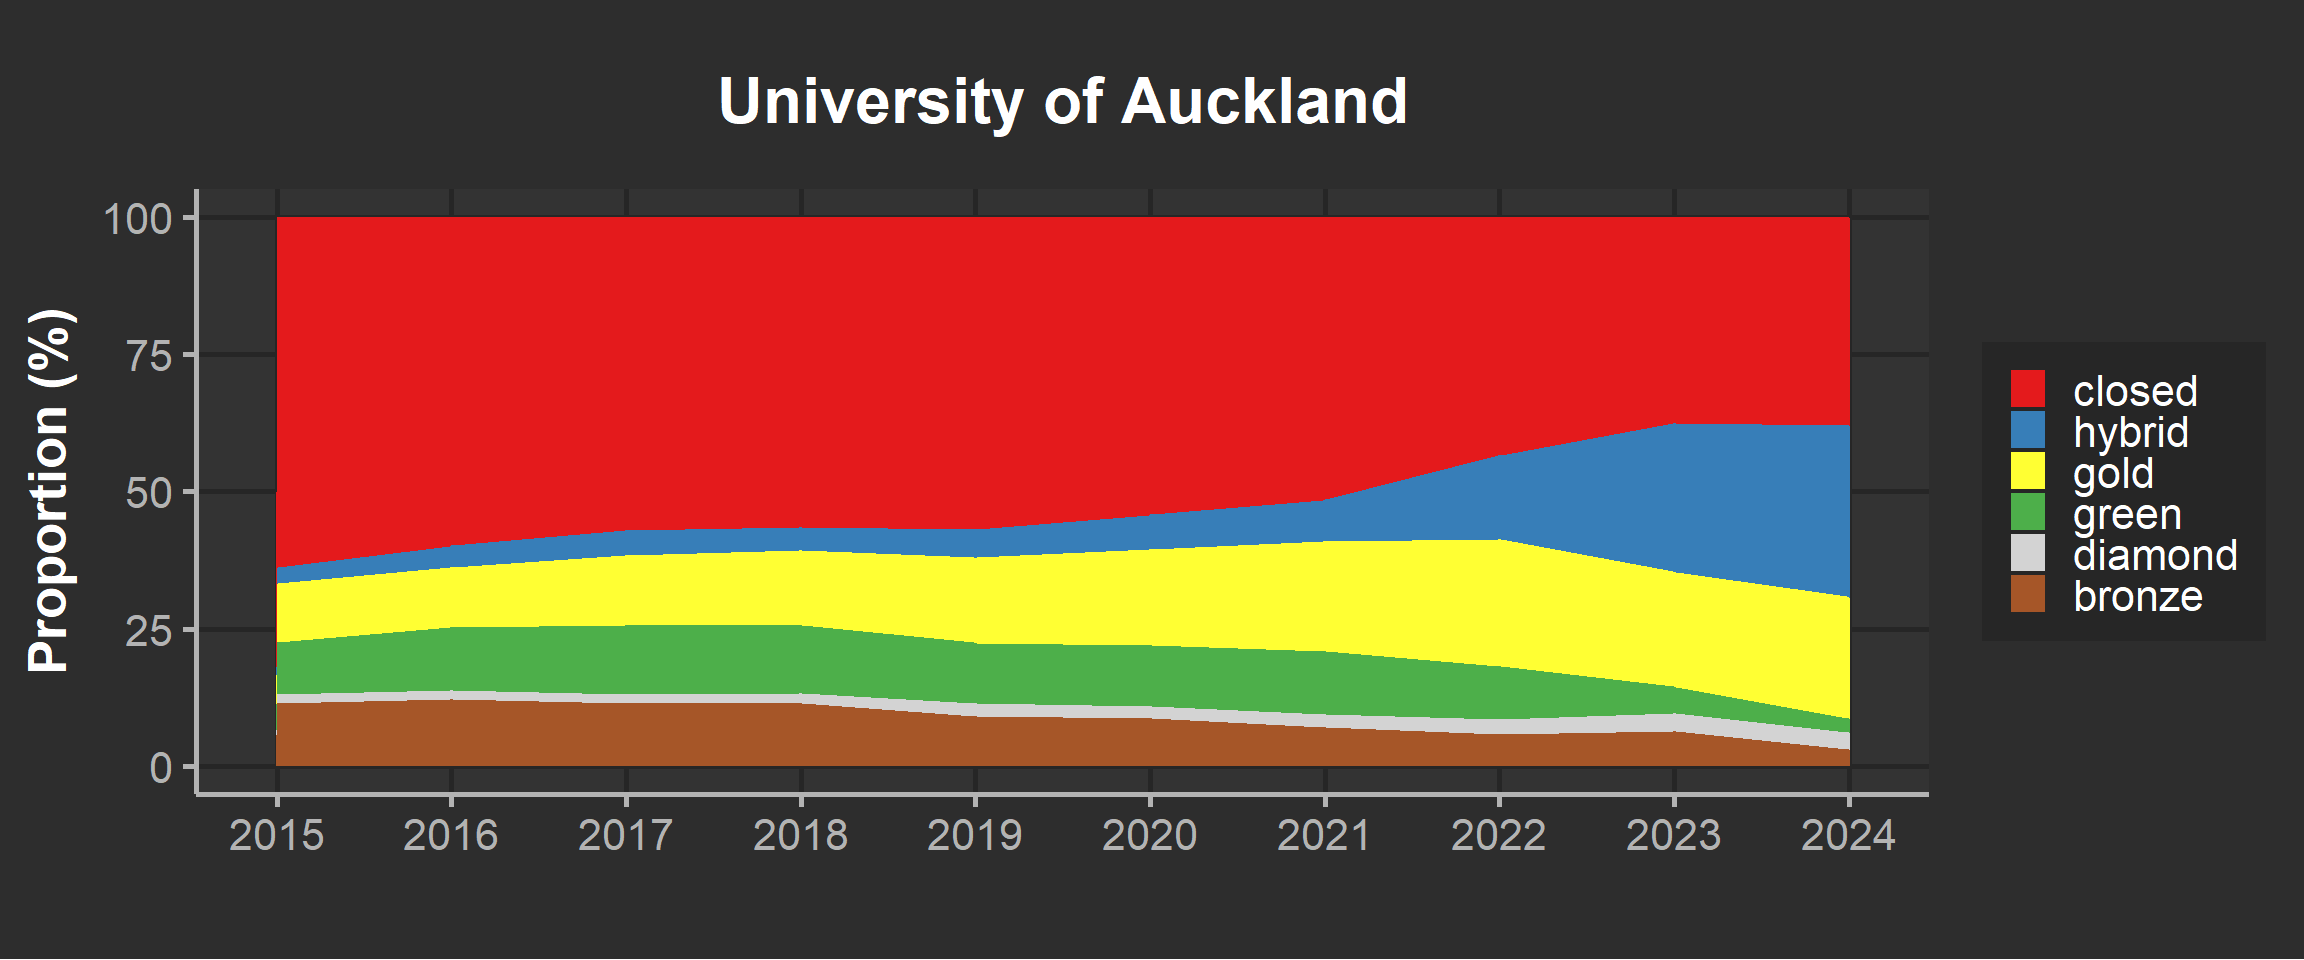 University of Auckland
Proportion (%)
100
75
50
25
0
2015 2016 2017 2018 2019 2020 2021 2022 2023 2024
closed
hybrid
gold
green
diamond
bronze